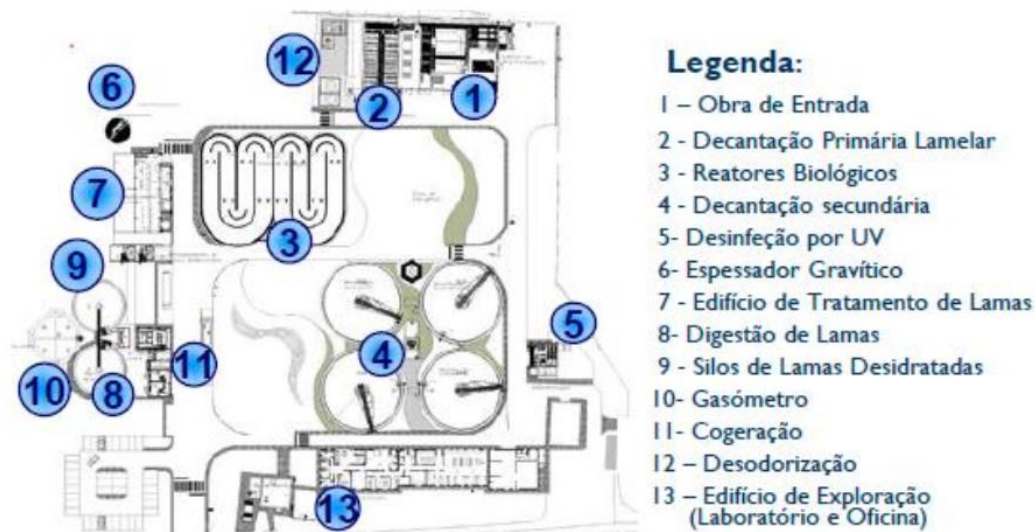 12
6
2
1
7
3
9
5
4
11
10
8
13
Legenda:
1 – Obra de Entrada
2 - Decantação Primária Lamelar
3 - Reatores Biológicos
4 - Decantação secundária
5- Desinfeção por UV
6- Espessador Gravítico
7 - Edifício de Tratamento de Lamas
8- Digestão de Lamas
9 - Silos de Lamas Desidratadas
10- Gasómetro
11- Cogeração
12 – Desodorização
13 – Edifício de Exploração
(Laboratório e Oficina)